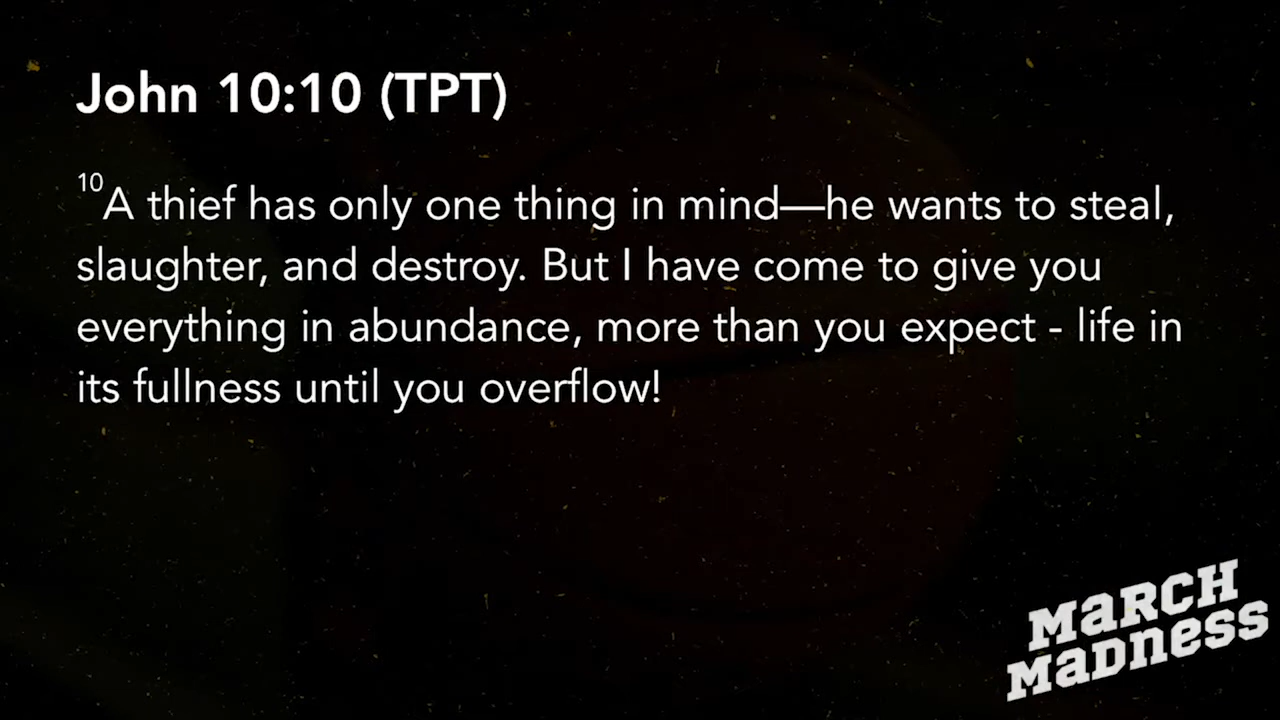 John 10:10 (TPT)
10A thief has only one thing in mind—he wants to steal,
slaughter, and destroy. But I have come to give you
everything in abundance, more than you expect - life in
its fullness until you overflow!
MaRCH
MaDness